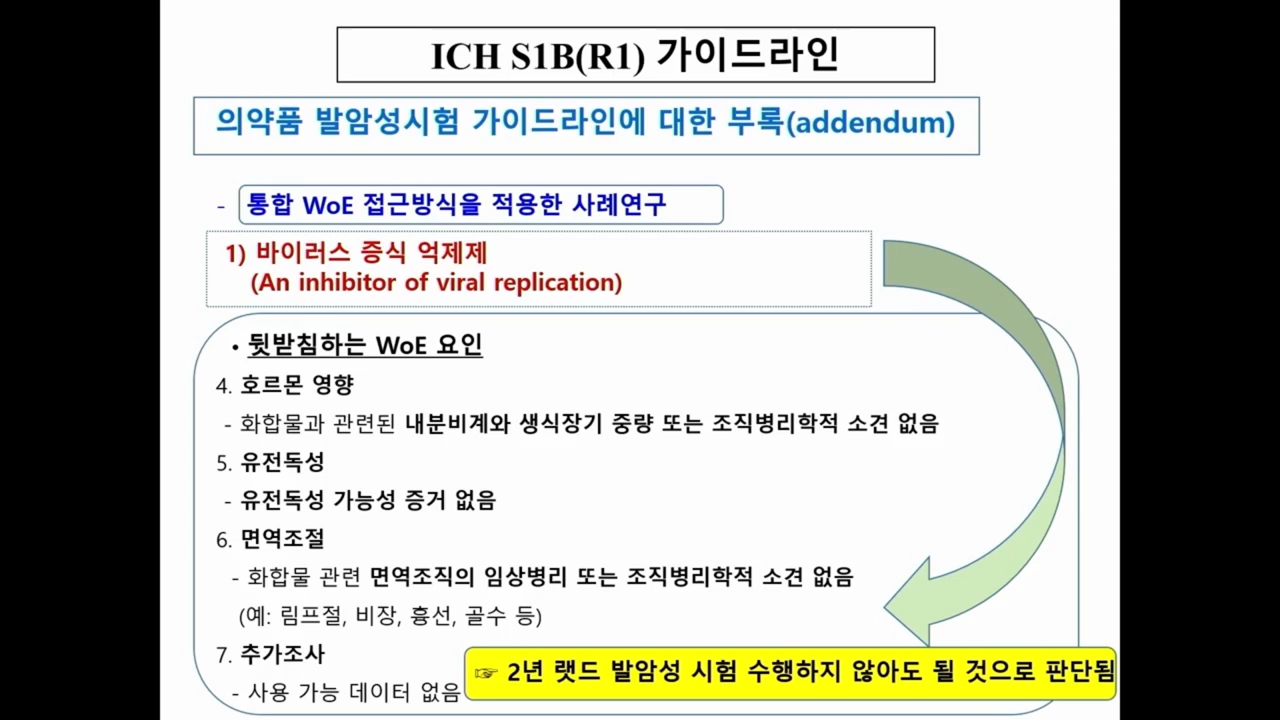 ICH S1B(R1) 가이드라인
의약품 발암성시험 가이드라인에 대한 부록(addendum)
- 통합 WoE 접근방식을 적용한 사례연구
1) 바이러스 증식 억제제
(An inhibitor of viral replication)
• 뒷받침하는 WoE 요인
4. 호르몬 영향
- 화합물과 관련된 내분비계와 생식장기 중량 또는 조직병리학적 소견 없음
5. 유전독성
- 유전독성 가능성 증거 없음
6. 면역조절
- 화합물 관련 면역조직의 임상병리 또는 조직병리학적 소견 없음
(예: 림프절, 비장, 흉선, 골수 등)
7. 추가조사
- 사용 가능 데이터 없음
☞ 2년 랫드 발암성 시험 수행하지 않아도 될 것으로 판단됨